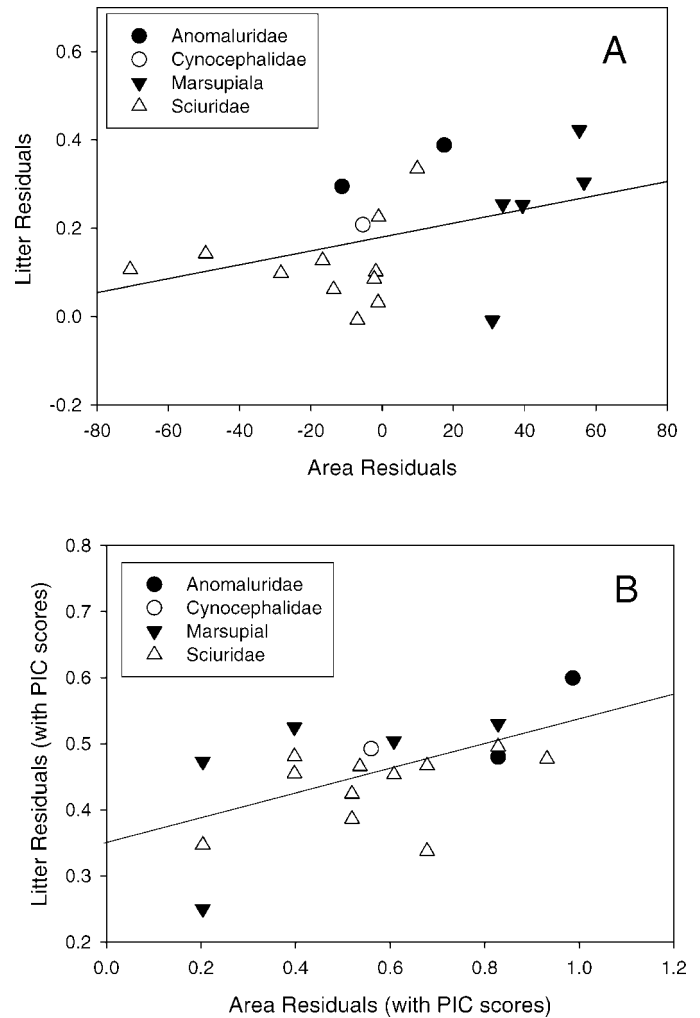 A
Anomaluridae
Cynocephalidae
Marsupiala
Sciuridae
Litter Residuals
0.6
0.4
0.2
0.0
-0.2
-80 -60 -40 -20 0 20 40 60 80
Area Residuals
B
Anomaluridae
Cynocephalidae
Marsupial
Sciuridae
Litter Residuals (with PIC scores)
0.8
0.7
0.6
0.5
0.4
0.3
0.2
0.0 0.2 0.4 0.6 0.8 1.0 1.2
Area Residuals (with PIC scores)